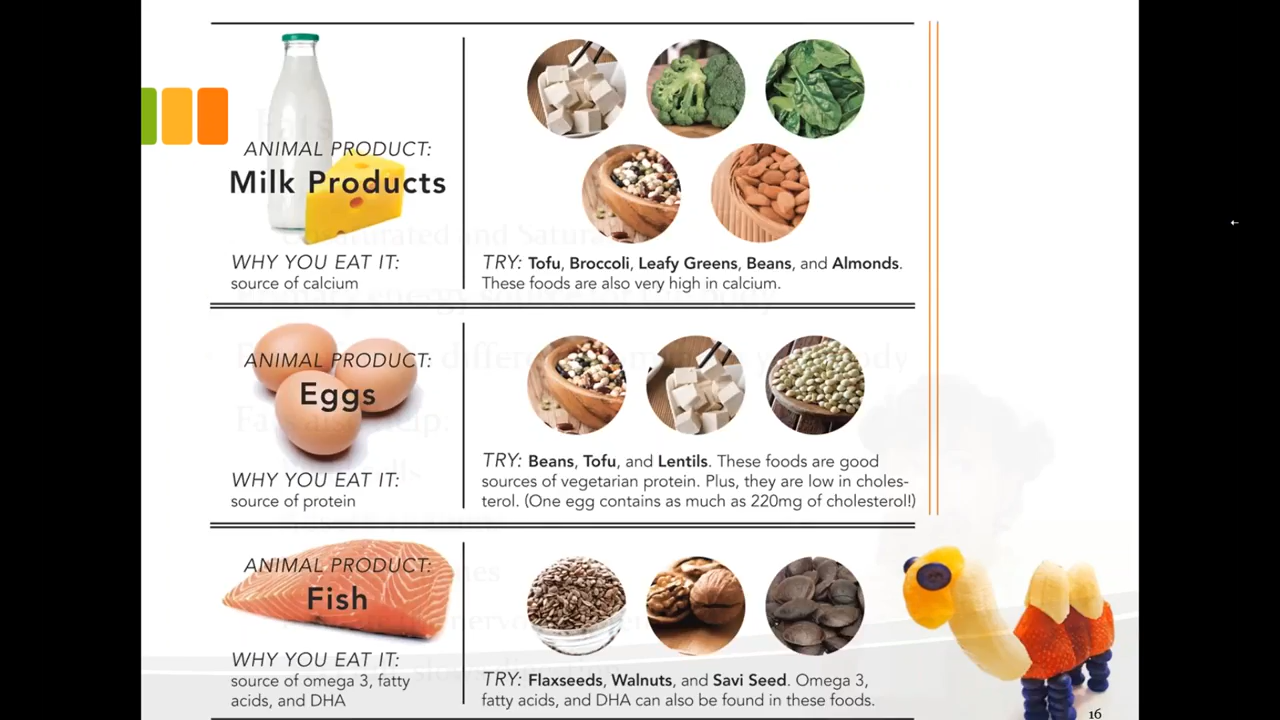 ANIMAL PRODUCT:
Milk Products
WHY YOU EAT IT:
source of calcium
TRY: Tofu, Broccoli, Leafy Greens, Beans, and Almonds.
These foods are also very high in calcium.
ANIMAL PRODUCT:
Eggs
WHY YOU EAT IT:
source of protein
TRY: Beans, Tofu, and Lentils. These foods are good
sources of vegetarian protein. Plus, they are low in choles-
terol. (One egg contains as much as 220mg of cholesterol!)
ANIMAL PRODUCT:
Fish
WHY YOU EAT IT:
source of omega 3, fatty
acids, and DHA
TRY: Flaxseeds, Walnuts, and Savi Seed. Omega 3,
fatty acids, and DHA can also be found in these foods.
16